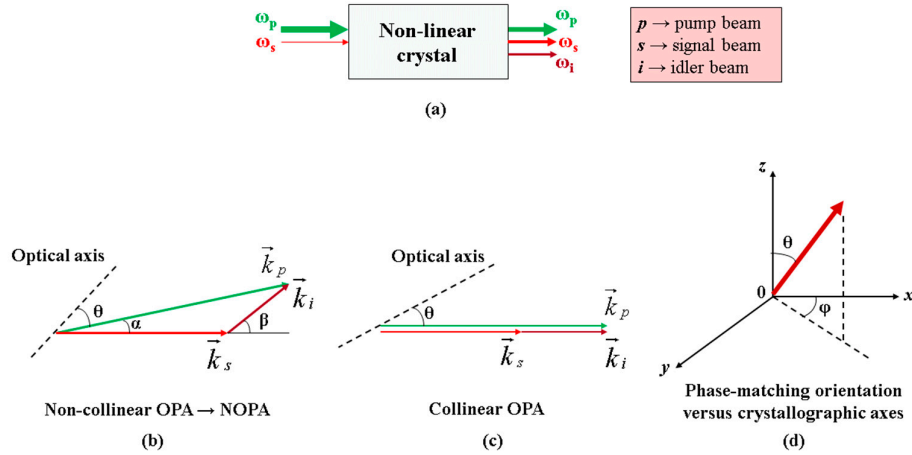 ωp
ωs
Non-linear
crystal
ωp
ωs
ωi
p → pump beam
s → signal beam
i → idler beam
(a)
Optical axis
θ
α
β
k⃗p
k⃗i
k⃗s
Non-collinear OPA → NOPA
(b)
Optical axis
θ
k⃗p
k⃗s
k⃗i
Collinear OPA
(c)
z
θ
0
φ
x
y
Phase-matching orientation
versus crystallographic axes
(d)